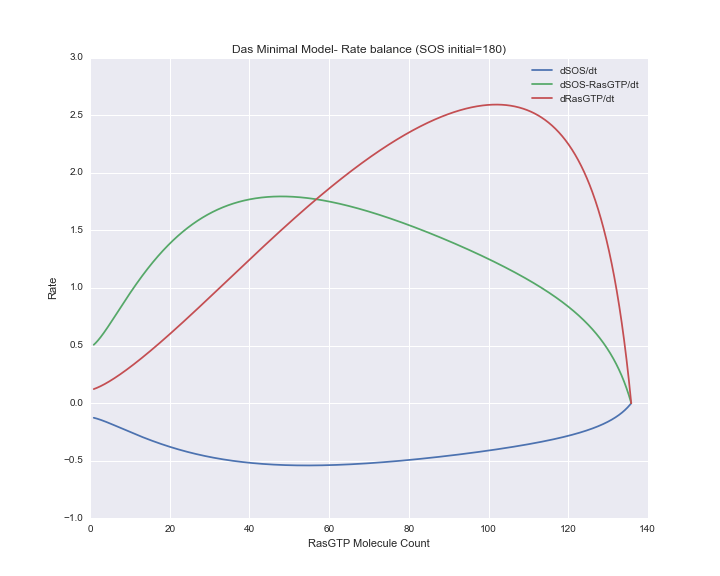 Das Minimal Model- Rate balance (SOS initial=180)
dSOS/dt
dSOS-RasGTP/dt
dRasGTP/dt
3.0
2.5
2.0
1.5
1.0
0.5
0.0
−0.5
−1.0
Rate
0 20 40 60 80 100 120 140
RasGTP Molecule Count